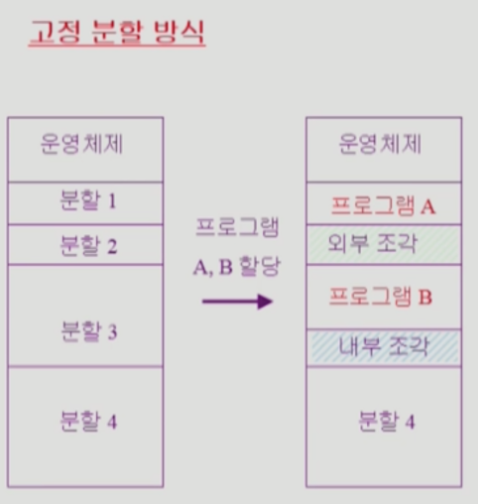 고정 분할 방식
운영체제
분할 1
분할 2
분할 3
분할 4
프로그램
A, B 할당
운영체제
프로그램 A
외부 조각
프로그램 B
내부 조각
분할 4